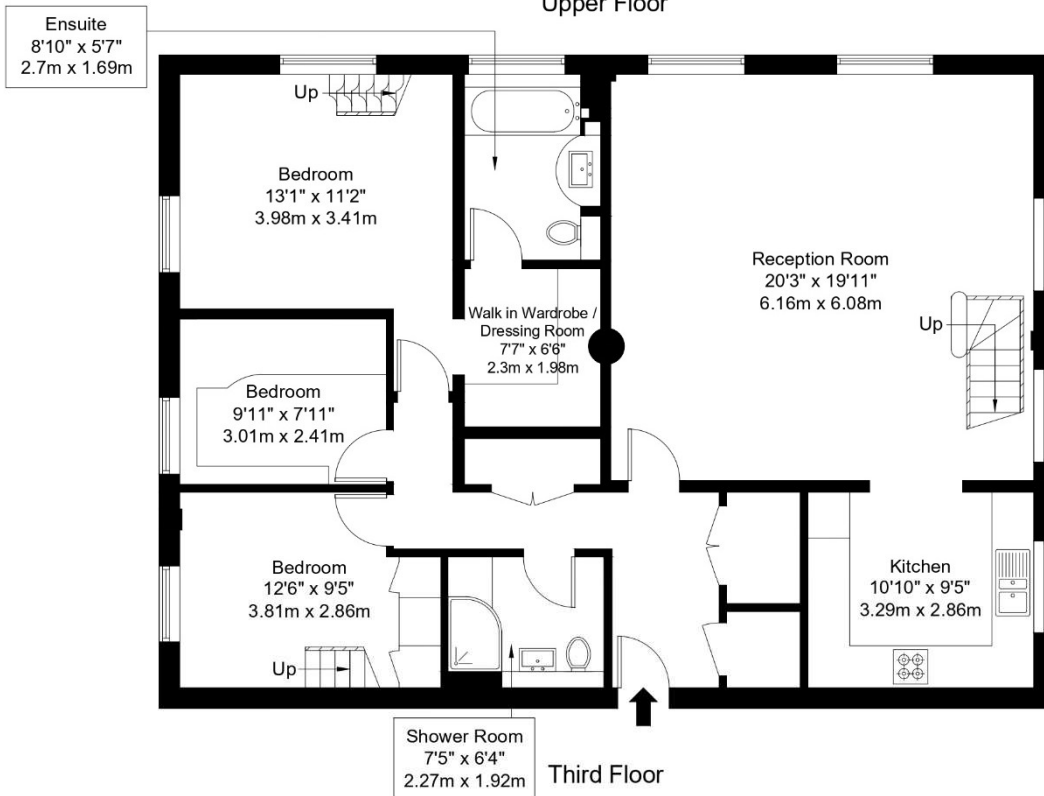 Upper Floor
Ensuite
8'10" x 5'7"
2.7m x 1.69m
Up
Bedroom
13'1" x 11'2"
3.98m x 3.41m
Reception Room
20'3" x 19'11"
6.16m x 6.08m
Up
Walk in Wardrobe /
Dressing Room
7'7" x 6'6"
2.3m x 1.98m
Bedroom
9'11" x 7'11"
3.01m x 2.41m
Bedroom
12'6" x 9'5"
3.81m x 2.86m
Up
Kitchen
10'10" x 9'5"
3.29m x 2.86m
Shower Room
7'5" x 6'4"
2.27m x 1.92m
Third Floor